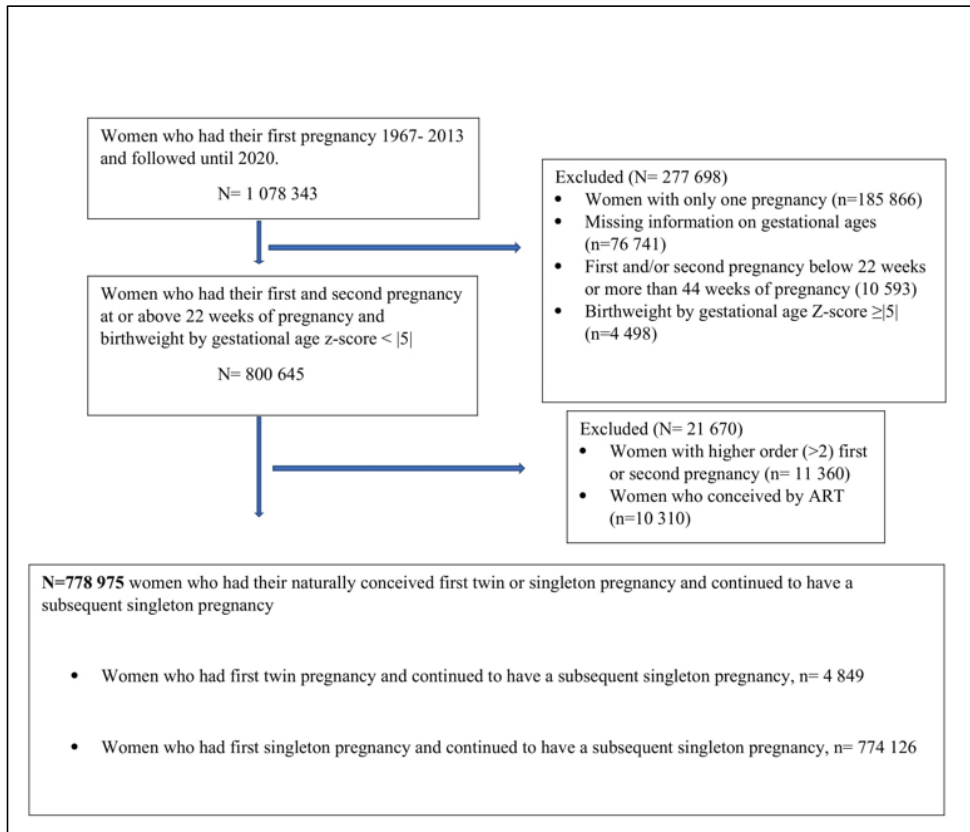 Women who had their first pregnancy 1967- 2013
and followed until 2020.
N= 1 078 343
Excluded (N= 277 698)
• Women with only one pregnancy (n=185 866)
• Missing information on gestational ages
(n=76 741)
• First and/or second pregnancy below 22 weeks
or more than 44 weeks of pregnancy (10 593)
• Birthweight by gestational age Z-score ≥|5|
(n=4 498)
Women who had their first and second pregnancy
at or above 22 weeks of pregnancy and
birthweight by gestational age z-score < |5|
N= 800 645
Excluded (N= 21 670)
• Women with higher order (>2) first
or second pregnancy (n= 11 360)
• Women who conceived by ART
(n=10 310)
N=778 975 women who had their naturally conceived first twin or singleton pregnancy and continued to have a
subsequent singleton pregnancy
• Women who had first twin pregnancy and continued to have a subsequent singleton pregnancy, n= 4 849
• Women who had first singleton pregnancy and continued to have a subsequent singleton pregnancy, n= 774 126